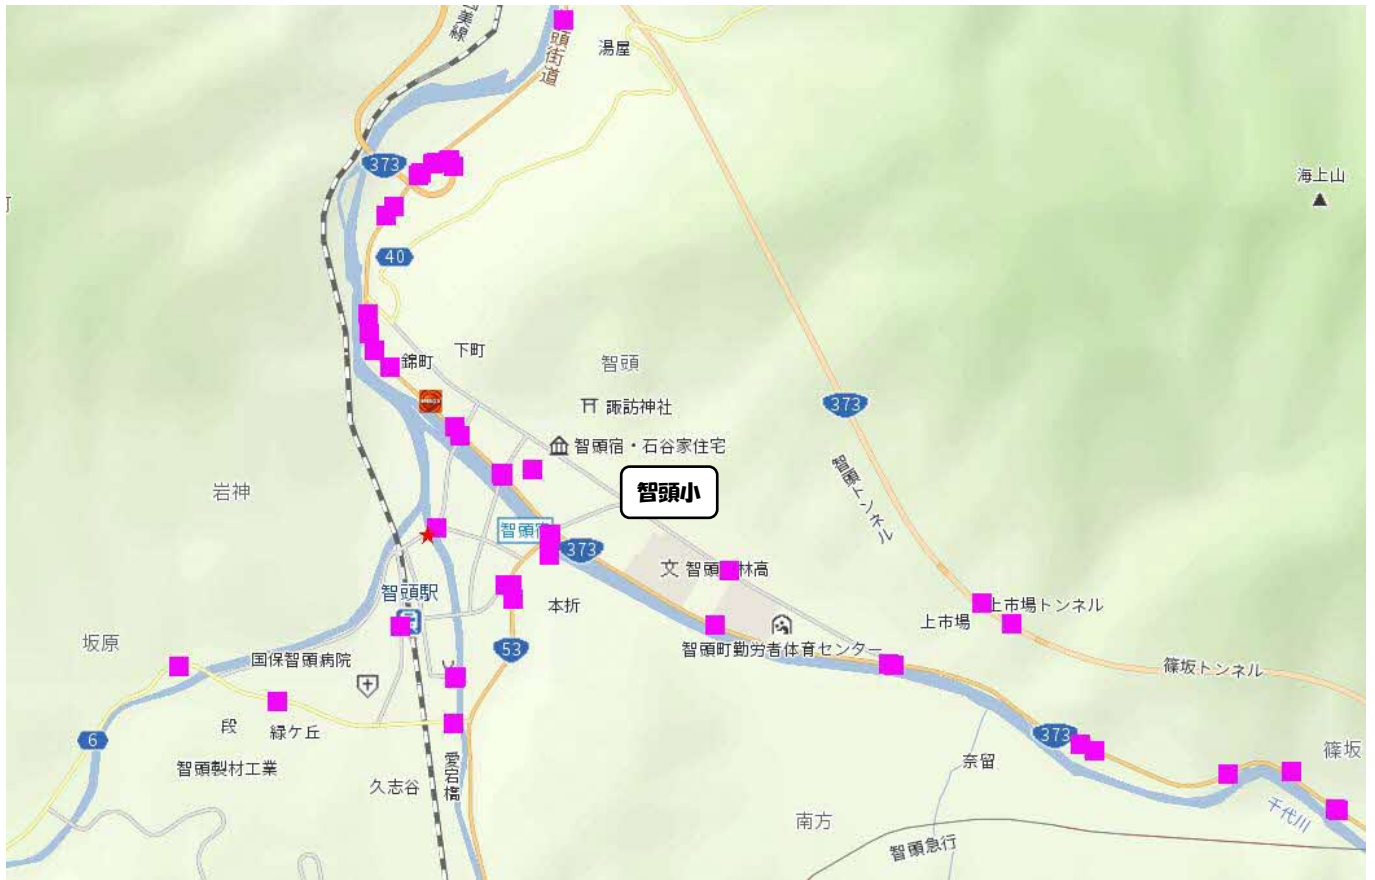 美線
頭街道
湯屋
373
海上山
40
錦町
下町
智頭
諏訪神社
373
智頭宿・石谷家住宅
智頭トンネル
岩神
智頭小
智頭宿
373
智頭
林高
智頭駅
本折
上市場トンネル
上市場
坂原
国保智頭病院
53
智頭町勤労者体育センター
篠坂トンネル
段
緑ケ丘
6
373
篠坂
智頭製材工業
奈留
久志谷
愛宕橋
千代川
南方
智頭急行